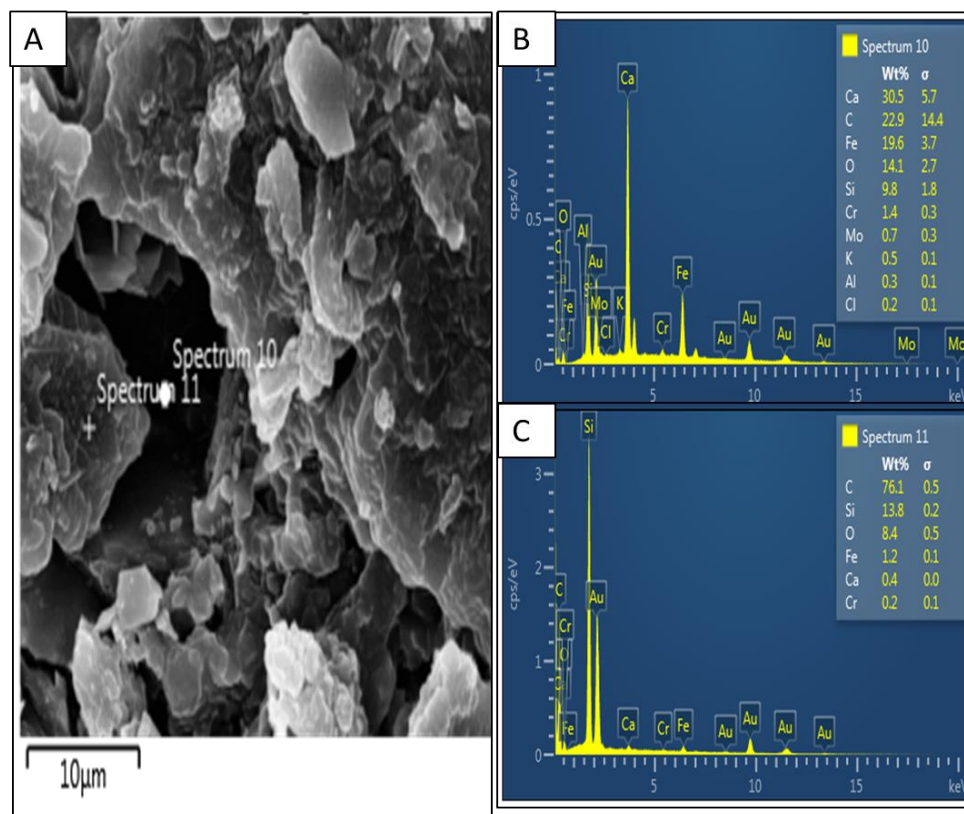 A
Spectrum 10
Spectrum 11
10μm
B
Spectrum 10
Wt% σ
Ca 30.5 5.7
C 22.9 14.4
Fe 19.6 3.7
O 14.1 2.7
Si 9.8 1.8
Cr 1.4 0.3
Mo 0.7 0.3
K 0.5 0.1
Al 0.3 0.1
Cl 0.2 0.1
cps/eV
1
0.5
0
Ca
O
Al
C
Au
Fe
Mo
K
Fe
Cr
Cl
Cr
Au
Au
Au
Au
Mo
Mo
5
10
15
keV
C
Spectrum 11
Wt% σ
C 76.1 0.5
Si 13.8 0.2
O 8.4 0.5
Fe 1.2 0.1
Ca 0.4 0.0
Cr 0.2 0.1
cps/eV
3
2
1
0
Si
C
Au
Cr
O
Fe
Ca
Cr
Fe
Au
Au
Au
Au
5
10
15
keV